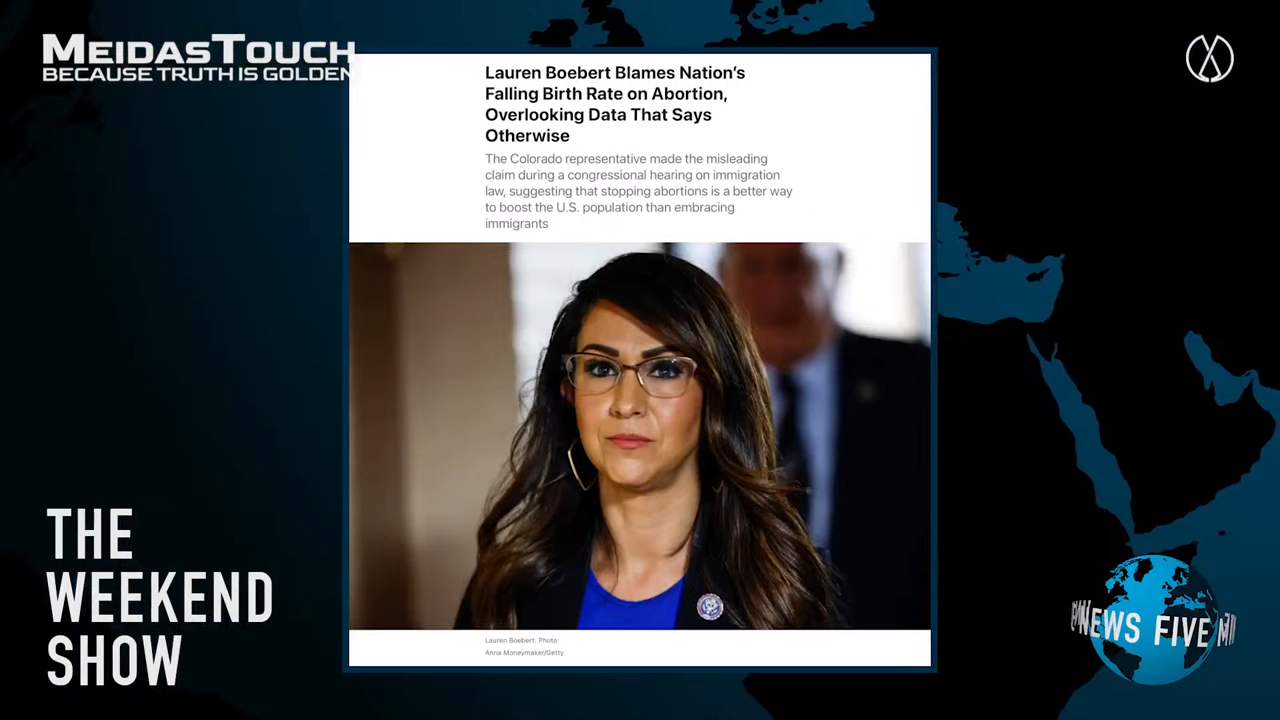 MEIDASTOUCH
BECAUSE TRUTH IS GOLDEN
Lauren Boebert Blames Nation's
Falling Birth Rate on Abortion,
Overlooking Data That Says
Otherwise
The Colorado representative made the misleading
claim during a congressional hearing on immigration
law, suggesting that stopping abortions is a better way
to boost the U.S. population than embracing
immigrants
Lauren Boebert. Photo:
Anna Moneymaker/Getty
THE
WEEKEND
SHOW
NEWS FIVE